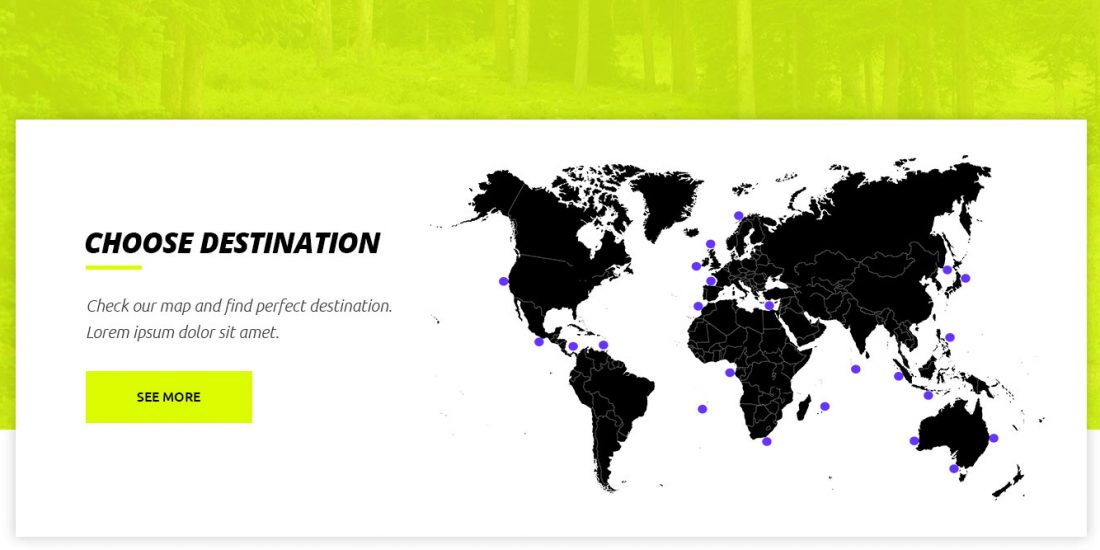 CHOOSE DESTINATION
Check our map and find perfect destination.
Lorem ipsum dolor sit amet.
SEE MORE